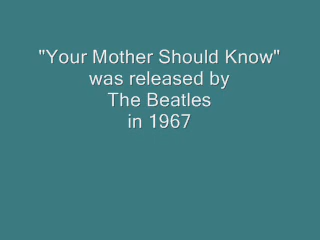 "Your Mother Should Know"
was released by
The Beatles
in 1967